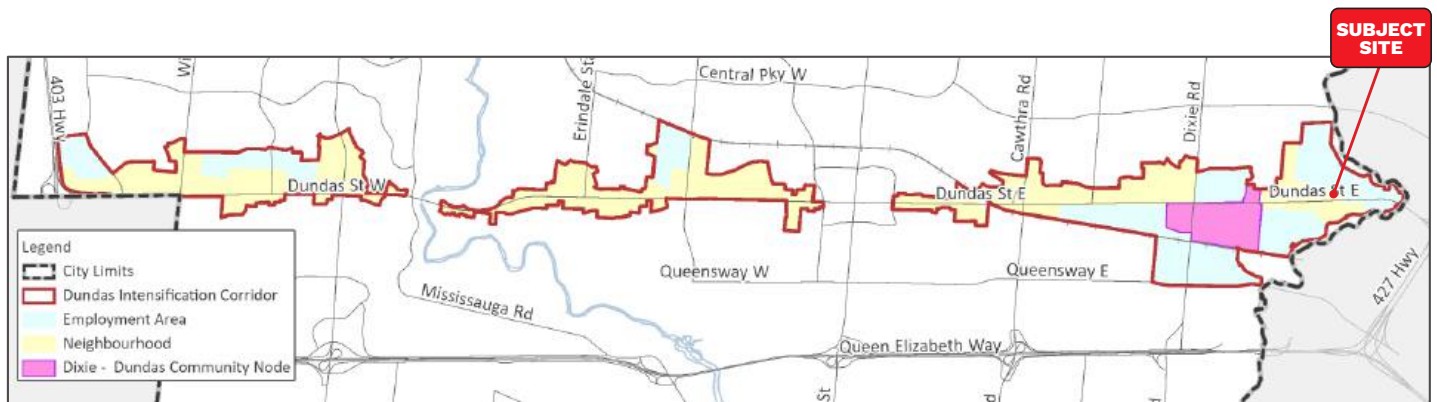 SUBJECT
SITE
403 Hwy
Wi
Erindale Sta
Central Pky W
Cawthra Rd
Dixie Rd
Dundas St W
Dundas St E
Dundas St E
Queensway W
Queensway E
Mississauga Rd
Queen Elizabeth Way
427 Hwy
St
Legend
City Limits
Dundas Intensification Corridor
Employment Area
Neighbourhood
Dixie - Dundas Community Node